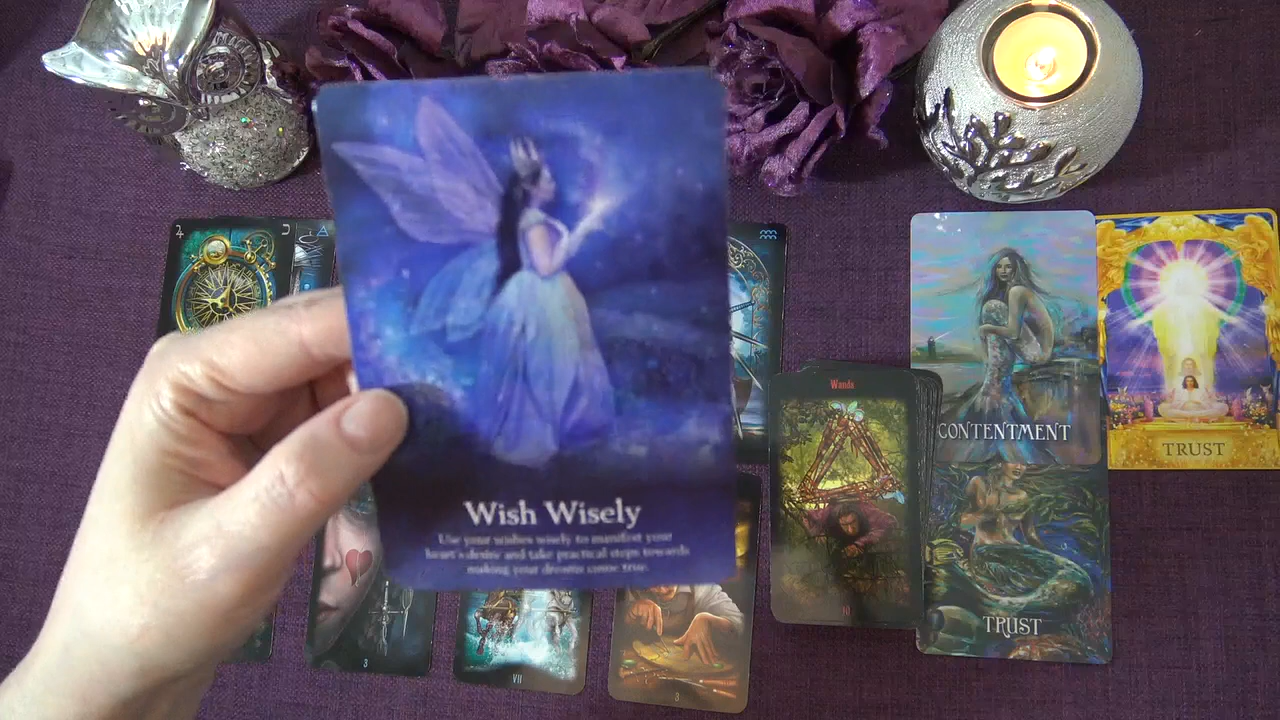 Wish Wisely
Use your wishes wisely to manifest your
heart's desire and take practical steps towards
making your dreams come true.
Wands
CONTENTMENT
TRUST
TRUST
3
VII
3